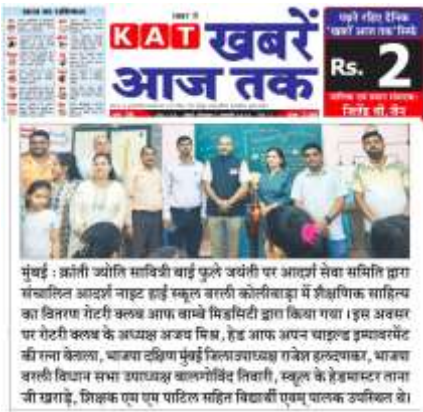 KAT खबरें
आज तक
Rs. 2
मुंबई : क्रांती ज्योति सावित्री बाई फुले जयंती पर आदर्श सेवा समिति द्वारा
संचालित आदर्श नाइट हाई स्कूल वरली कोलीवाड़ा में शैक्षणिक साहित्य
का वितरण रोटरी क्लब आफ बाम्बे मिडसिटी द्वारा किया गया। इस अवसर
पर रोटरी क्लब के अध्यक्ष अजय मिश्र, हेड आफ अपन चाइल्ड इम्पावरमेंट
की रत्ना बेताला, भाजपा दक्षिण मुंबई जिला उपाध्यक्ष राजेश हलदणकर, भाजपा
वरली विधान सभा उपाध्यक्ष बालगोविंद तिवारी, स्कूल के हेडमास्टर ताना
जी खराड़े, शिक्षक एम एम पाटिल सहित विद्यार्थी एवम् पालक उपस्थित थे।